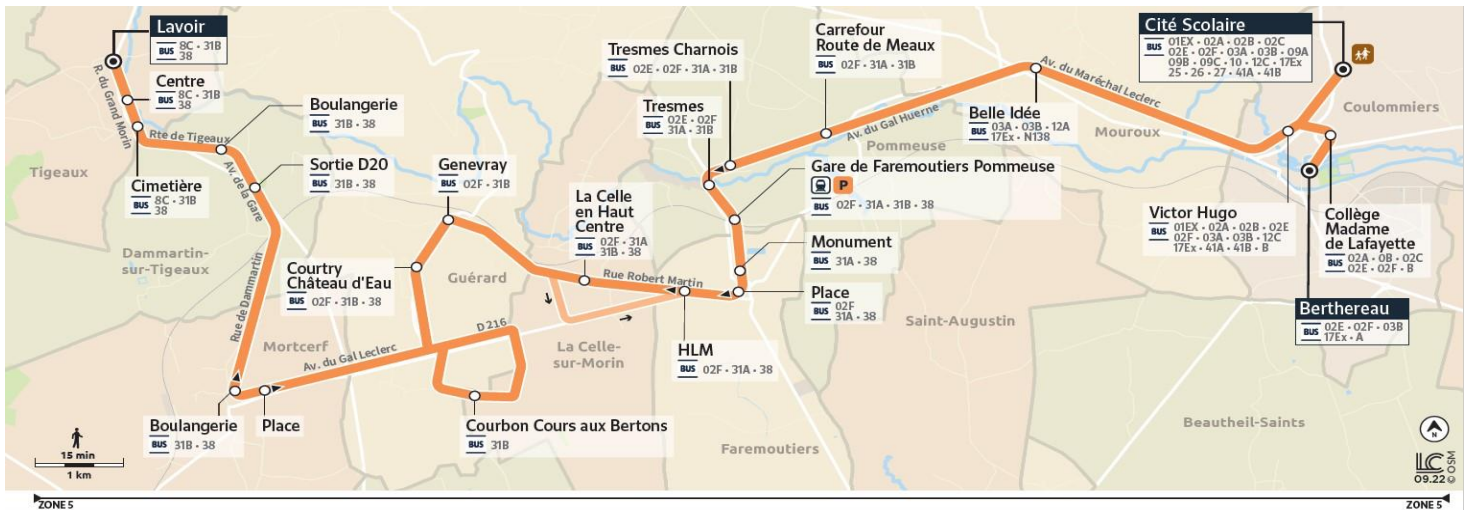 Lavoir
BUS 8C • 31B
38
R. du Grand Morin
Centre
BUS 8C • 31B
38
Boulangerie
BUS 31B • 38
Rte de Tigeaux
Tigeaux
Cimetière
BUS 8C • 31B
38
Av. de la Gare
Sortie D20
BUS 31B • 38
Dammartin-
sur-Tigeaux
Rue de Dammartin
Genevray
BUS 02F • 31B
Courtry
Château d'Eau
BUS 02F • 31B • 38
Guérard
Mortcerf
Av. du Gal Leclerc
D 216
Boulangerie
BUS 31B • 38
Place
Courbon Cours aux Bertons
BUS 31B
La Celle
en Haut
Centre
BUS 02F • 31A
31B • 38
Rue Robert Martin
La Celle-
sur-Morin
HLM
BUS 02F • 31A • 38
Tresmes Charnois
BUS 02E • 02F • 31A • 31B
Tresmes
BUS 02E • 02F
31A • 31B
Carrefour
Route de Meaux
BUS 02F • 31A • 31B
Av. du Gal Huerne
Pommeuse
Gare de Faremoutiers Pommeuse
P
BUS 02F • 31A • 31B • 38
Monument
BUS 31A • 38
Place
BUS 02F
31A • 38
Saint-Augustin
Faremoutiers
Belle Idée
BUS 03A • 03B • 12A
17Ex • N138
Av. du Maréchal Leclerc
Mouroux
Cité Scolaire
BUS 01EX • 02A • 02B • 02C
02E • 02F • 03A • 03B • 09A
09B • 09C • 10 • 12C • 17Ex
25 • 26 • 27 • 41A • 41B
Coulommiers
Victor Hugo
BUS 01EX • 02A • 02B • 02E
02F • 03A • 03B • 12C
17Ex • 41A • 41B • B
Collège
Madame
de Lafayette
BUS 02A • 0B • 02C
02E • 02F • B
Berthereau
BUS 02E • 02F • 03B
17Ex • A
Beautheil-Saints
15 min
1 km
N
LC
09.22 © OSM
ZONE 5
ZONE 5